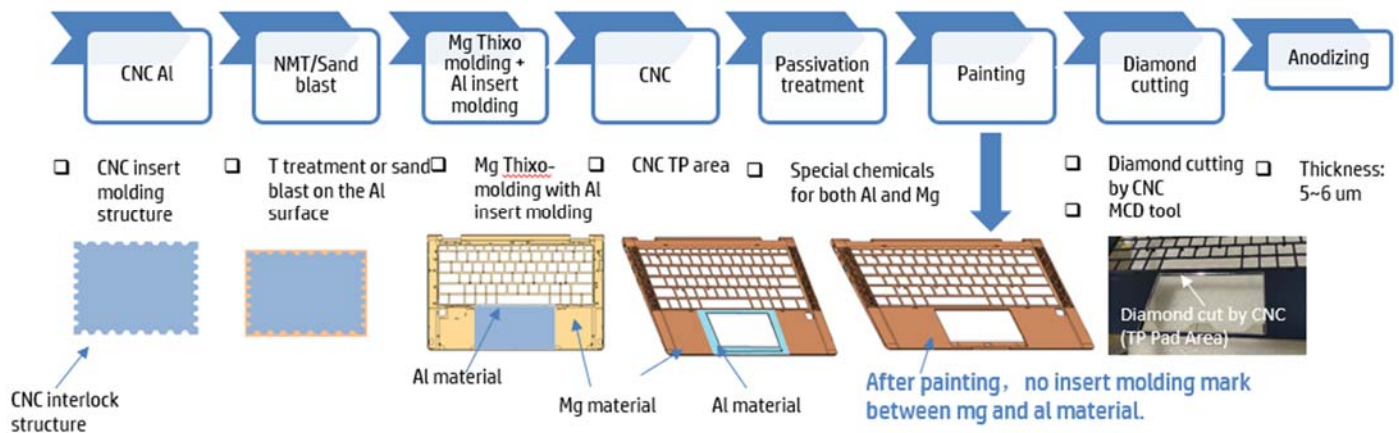 CNC Al
NMT/Sand
blast
Mg Thixo
molding +
Al insert
molding
CNC
Passivation
treatment
Painting
Diamond
cutting
Anodizing
CNC insert
molding
structure
T treatment or sand
blast on the Al
surface
Mg Thixo-
molding with Al
insert molding
CNC TP area
Special chemicals
for both Al and Mg
Diamond cutting
by CNC
MCD tool
Thickness:
5~6 um
CNC interlock
structure
Al material
Mg material
Al material
Diamond cut by CNC
(TP Pad Area)
After painting，no insert molding mark
between mg and al material.